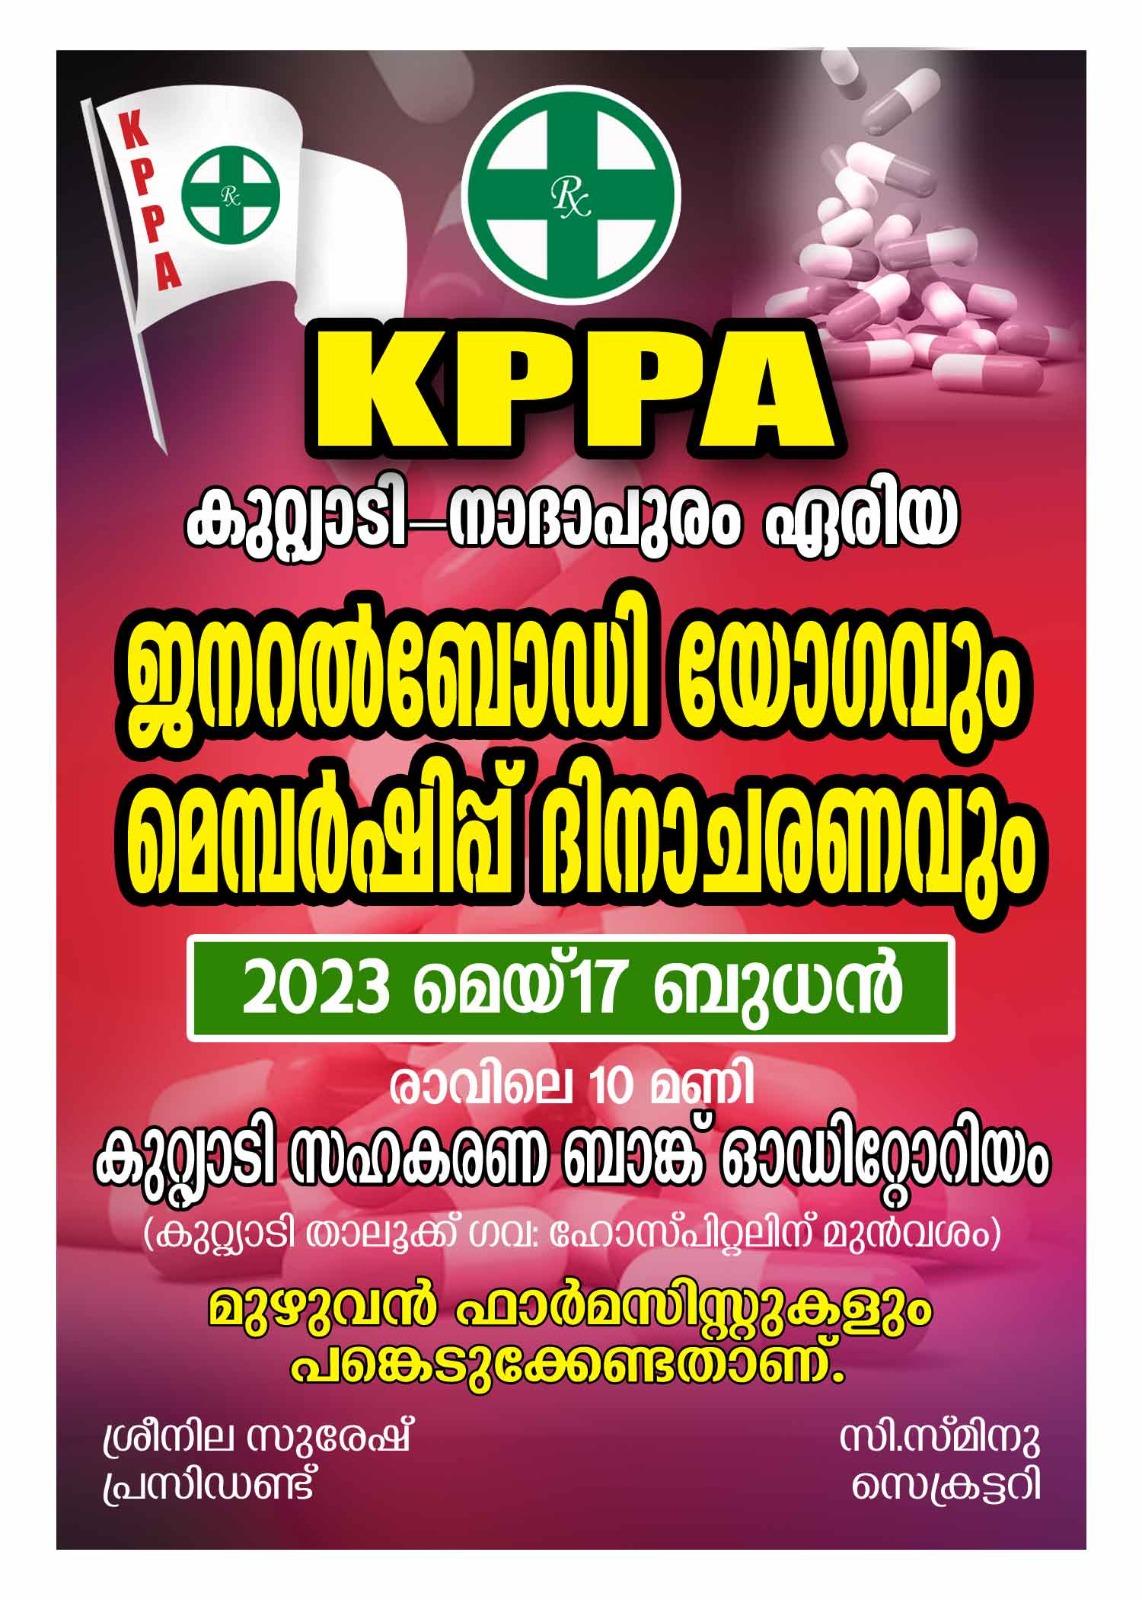 K
P
P
A
Rx
Rx
KPPA
കുറ്റ്യാടി-നാദാപുരം ഏരിയ
ജനറൽബോഡി യോഗവും
മെമ്പർഷിപ്പ് ദിനാചരണവും
2023 മെയ്17 ബുധൻ
രാവിലെ 10 മണി
കുറ്റ്യാടി സഹകരണ ബാങ്ക് ഓഡിറ്റോറിയം
(കുറ്റ്യാടി താലൂക്ക് ഗവ: ഹോസ്പിറ്റലിന് മുൻവശം)
മുഴുവൻ ഫാർമസിസ്റ്റുകളും
പങ്കെടുക്കേണ്ടതാണ്.
ശ്രീനില സുരേഷ്
പ്രസിഡണ്ട്
സി.സ്മിനു
സെക്രട്ടറി